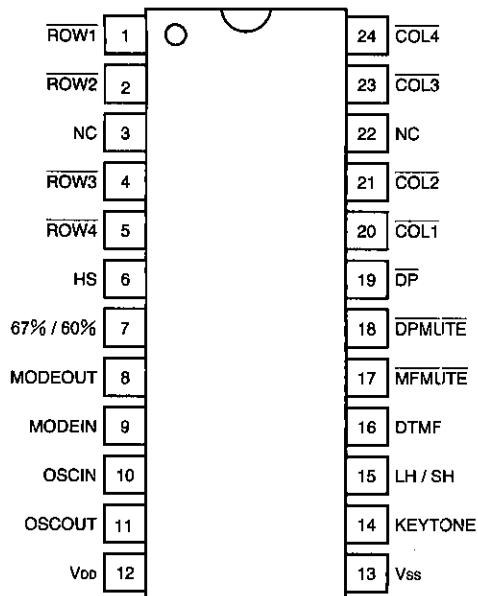 ROW1 1 24 COL4
ROW2 2 23 COL3
NC 3 22 NC
ROW3 4 21 COL2
ROW4 5 20 COL1
HS 6 19 DP
67% / 60% 7 18 DPMUTE
MODEOUT 8 17 MFMUTE
MODEIN 9 16 DTMF
OSCIN 10 15 LH / SH
OSCOUT 11 14 KEYTONE
VDD 12 13 VSS